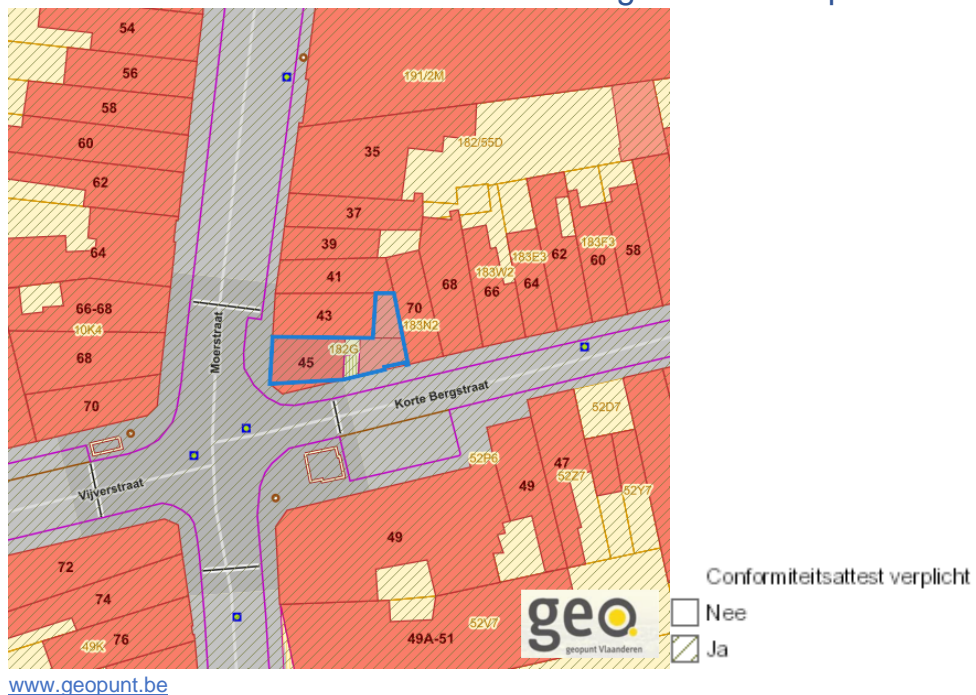 54
56
191/2M
58
60
35
182/55D
62
37
64
39
183F3
58
62
60
183E3
41
68
183W2
64
66
66-68
43
70
183N2
10K4
Moerstraat
68
182G
45
70
Korte Bergstraat
52D7
52P6
47
Vijverstraat
49
52Z7
52Y7
49
72
74
76
49K
52V7
49A-51
geo.
geopunt Vlaanderen
Conformiteitsattest verplicht
Nee
Ja
www.geopunt.be